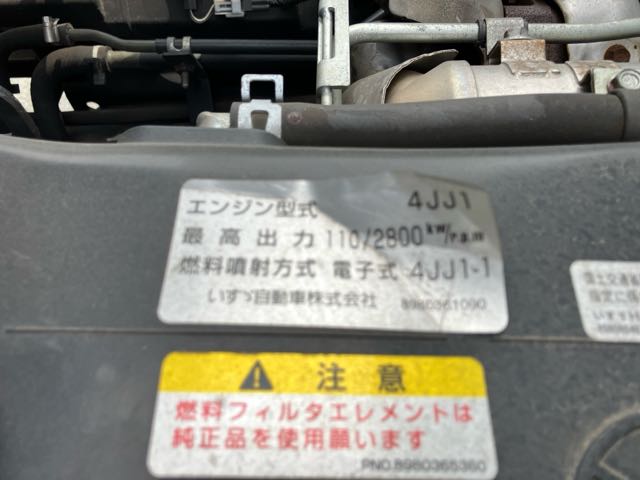 エンジン型式 4JJ1
最高出力 110/2800 kw/r.p.m
燃料噴射方式 電子式 4JJ1-1
いすゞ自動車株式会社 8980361090
注意
燃料フィルタエレメントは
純正品を使用願います
PNO.8980365360